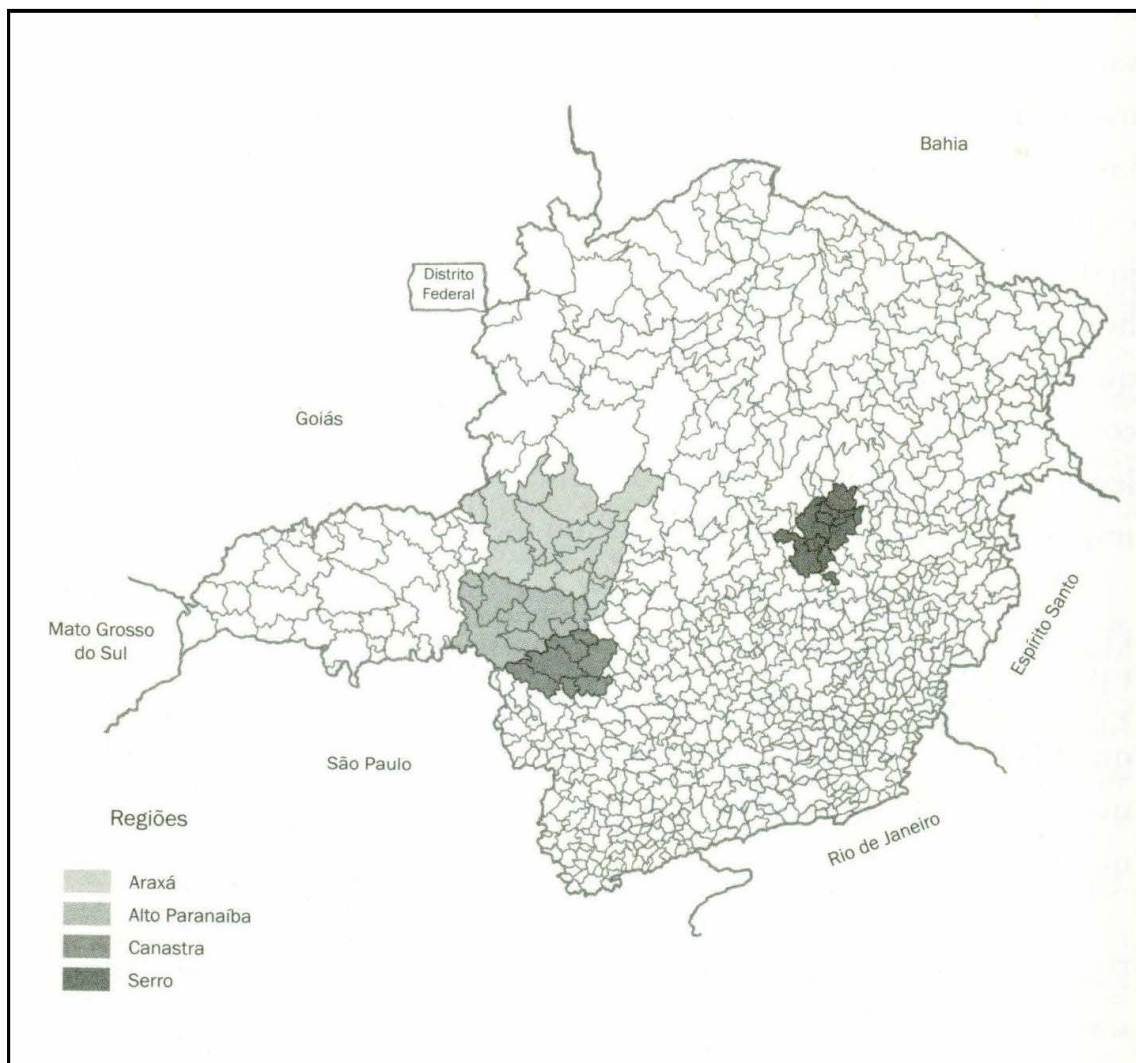 Bahia
Distrito
Federal
Goiás
Mato Grosso
do Sul
Espírito Santo
São Paulo
Rio de Janeiro
Regiões
Araxá
Alto Paranaíba
Canastra
Serro